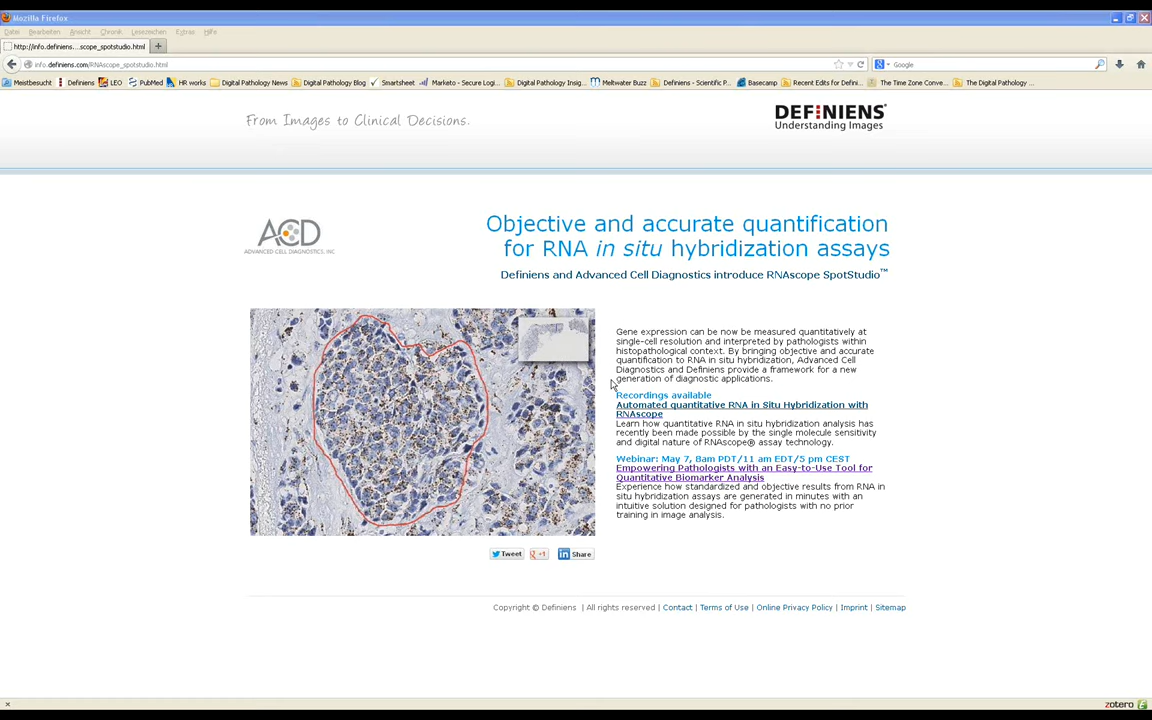 Mozilla Firefox
Datei Bearbeiten Ansicht Chronik Lesezeichen Extras Hilfe
http://info.definiens....scope_spotstudio.html +
info.definiens.com/RNAscope_spotstudio.html
Google
Meistbesucht Definiens LEO PubMed HR works Digital Pathology News Digital Pathology Blog Smartsheet Marketo - Secure Logi... Digital Pathology Insig... Meltwater Buzz Definiens - Scientific P... Basecamp Recent Edits for Defini... The Time Zone Conve... The Digital Pathology ...
From Images to Clinical Decisions.
DEFINIENS
Understanding Images
ACD
ADVANCED CELL DIAGNOSTICS, INC.
Objective and accurate quantification
for RNA in situ hybridization assays
Definiens and Advanced Cell Diagnostics introduce RNAscope SpotStudio™
Gene expression can be now be measured quantitatively at
single-cell resolution and interpreted by pathologists within
histopathological context. By bringing objective and accurate
quantification to RNA in situ hybridization, Advanced Cell
Diagnostics and Definiens provide a framework for a new
generation of diagnostic applications.
Recordings available
Automated quantitative RNA in Situ Hybridization with
RNAscope
Learn how quantitative RNA in situ hybridization analysis has
recently been made possible by the single molecule sensitivity
and digital nature of RNAscope® assay technology.
Webinar: May 7, 8am PDT/11 am EDT/5 pm CEST
Empowering Pathologists with an Easy-to-Use Tool for
Quantitative Biomarker Analysis
Experience how standardized and objective results from RNA in
situ hybridization assays are generated in minutes with an
intuitive solution designed for pathologists with no prior
training in image analysis.
Tweet +1 Share
Copyright © Definiens | All rights reserved | Contact | Terms of Use | Online Privacy Policy | Imprint | Sitemap
zotero